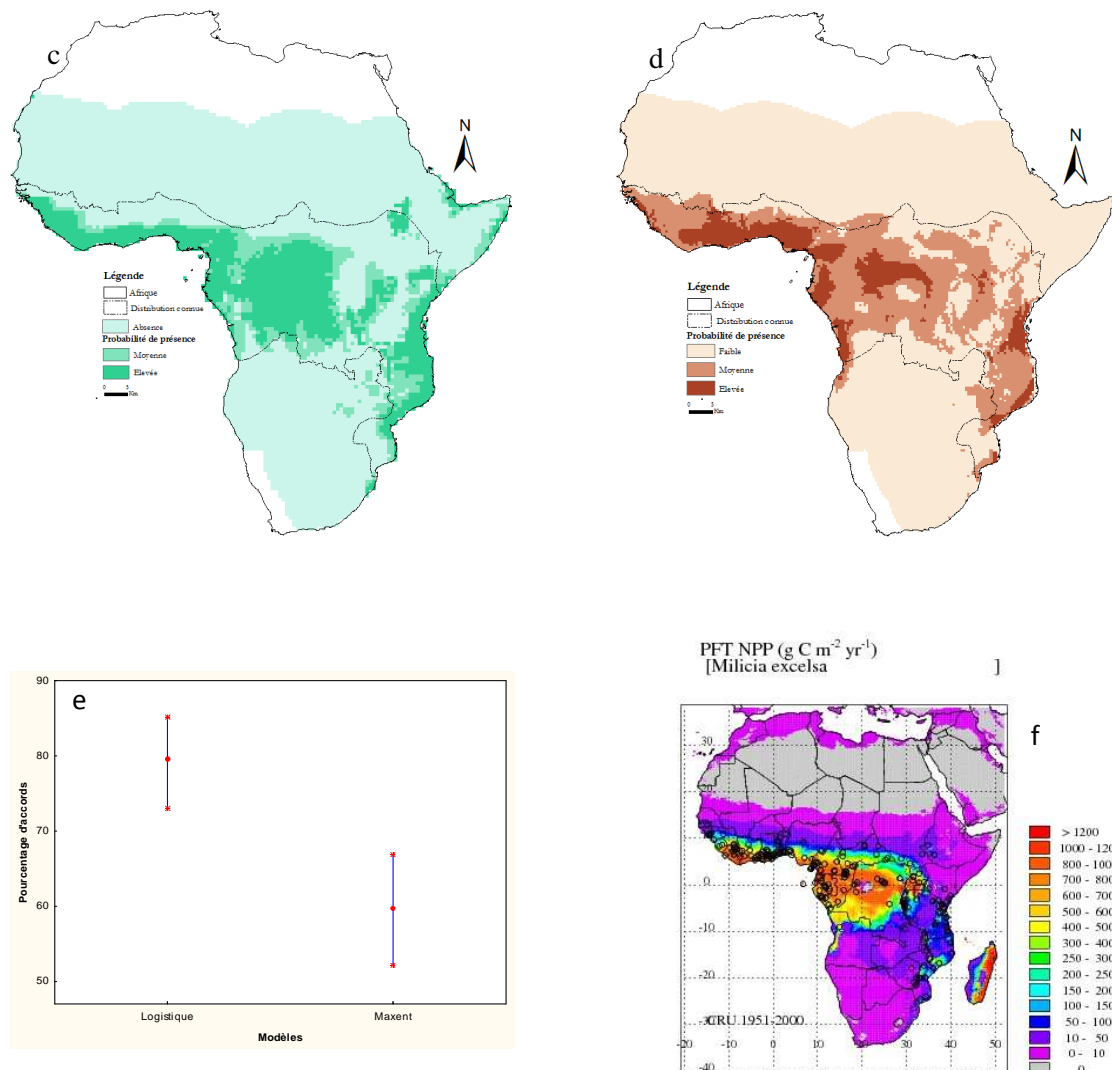 c
N
Légende
Afrique
Distribution connue
Absence
Probabilité de présence
Moyenne
Elevée
0 5
Km
d
N
Légende
Afrique
Distribution connue
Probabilité de présence
Faible
Moyenne
Elevée
0 5
Km
e
90
80
70
60
50
Pourcentage d'accords
Logistique Maxent
Modèles
PFT NPP (g C m⁻² yr⁻¹)
[Milicia excelsa ]
f
30
0
-10
-20
-30
-40
CRU 1951-2000
-20 -10 0 10 20 30 40 50
> 1200
1000 - 120
800 - 100
700 - 800
600 - 700
500 - 600
400 - 500
300 - 400
250 - 300
200 - 250
150 - 200
100 - 150
50 - 100
10 - 50
0 - 10
0